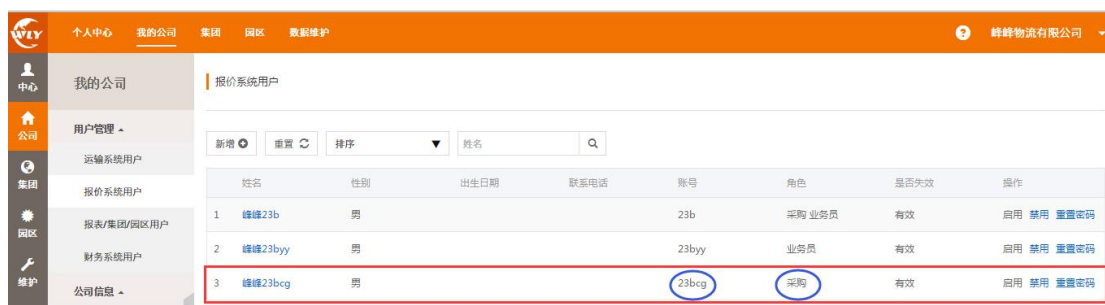 WLY 个人中心 我的公司 集团 园区 数据维护 ? 峰峰物流有限公司
中心
公司
集团
园区
维护
我的公司
用户管理
运输系统用户
报价系统用户
报表/集团/园区用户
财务系统用户
公司信息
报价系统用户
新增 重置 排序 姓名
姓名 性别 出生日期 联系电话 账号 角色 是否失效 操作
1 峰峰23b 男 23b 采购 业务员 有效 启用 禁用 重置密码
2 峰峰23byy 男 23byy 业务员 有效 启用 禁用 重置密码
3 峰峰23bcg 男 23bcg 采购 有效 启用 禁用 重置密码